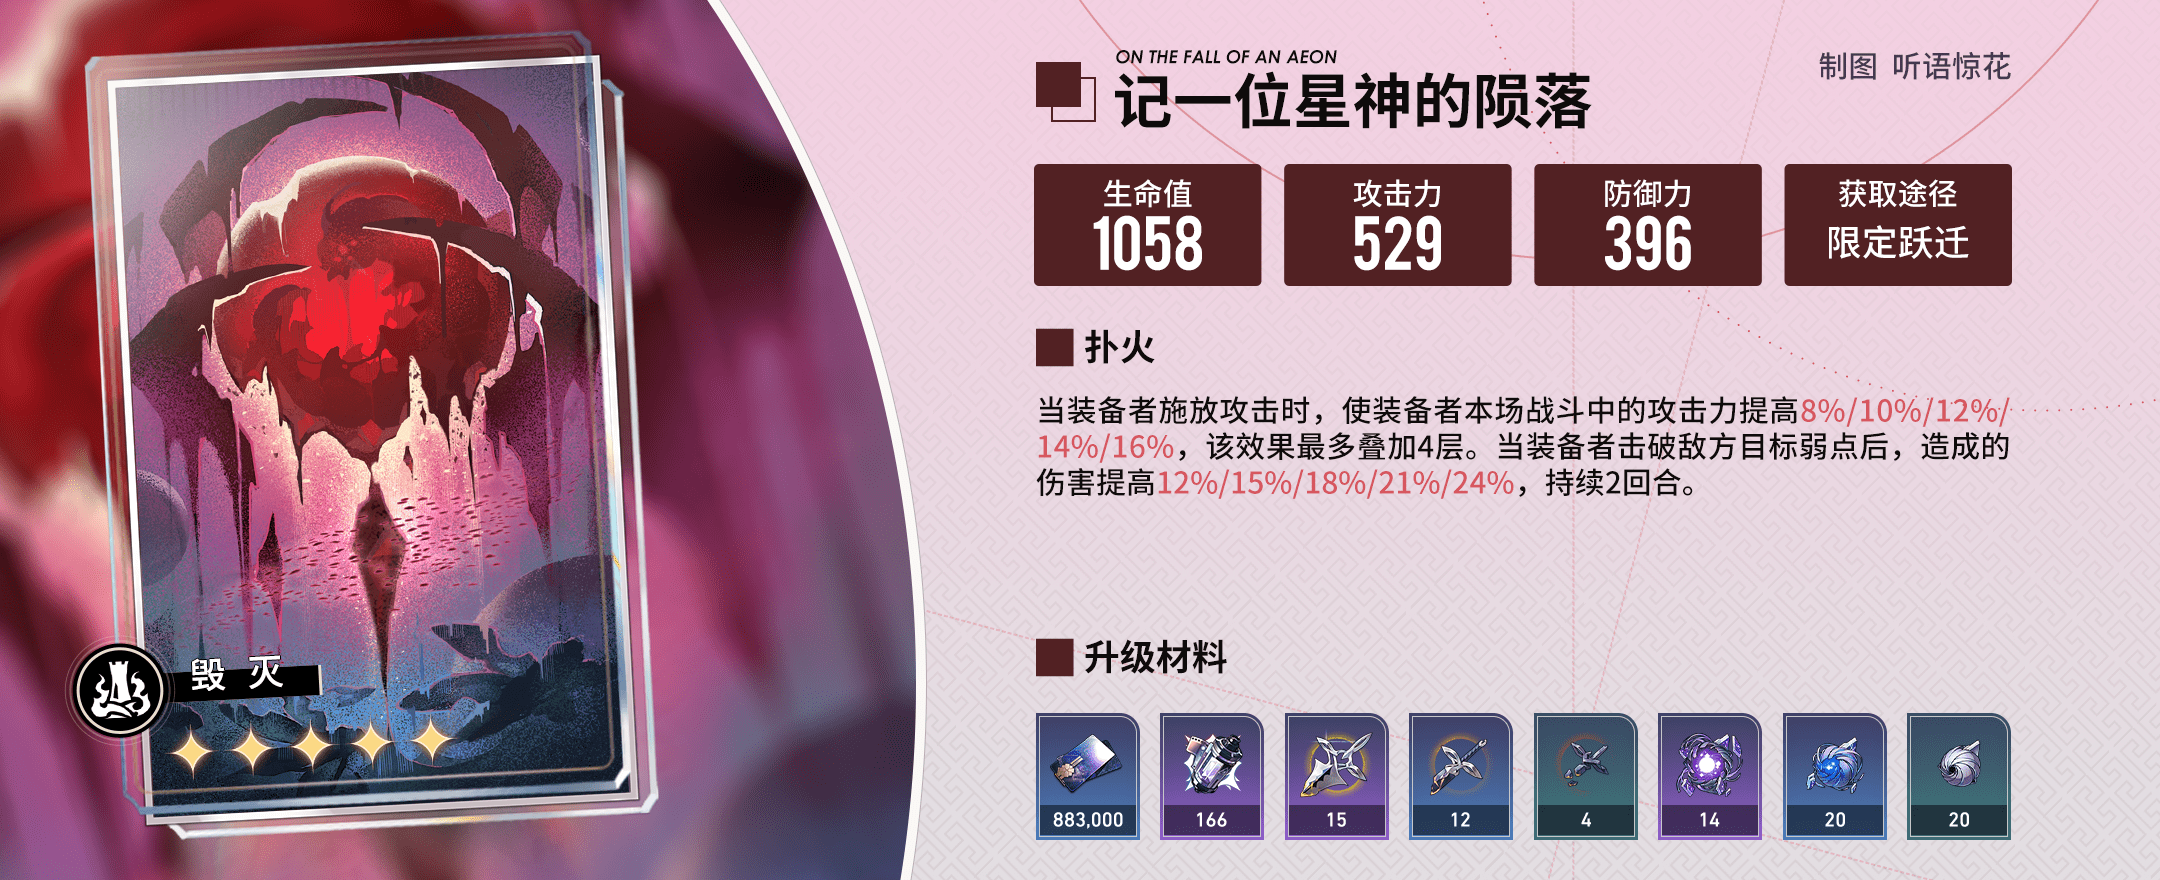 ON THE FALL OF AN AEON
记一位星神的陨落
制图 听语惊花
生命值
1058
攻击力
529
防御力
396
获取途径
限定跃迁
扑火
当装备者施放攻击时，使装备者本场战斗中的攻击力提高8%/10%/12%/
14%/16%，该效果最多叠加4层。当装备者击破敌方目标弱点后，造成的
伤害提高12%/15%/18%/21%/24%，持续2回合。
毁 灭
升级材料
883,000
166
15
12
4
14
20
20